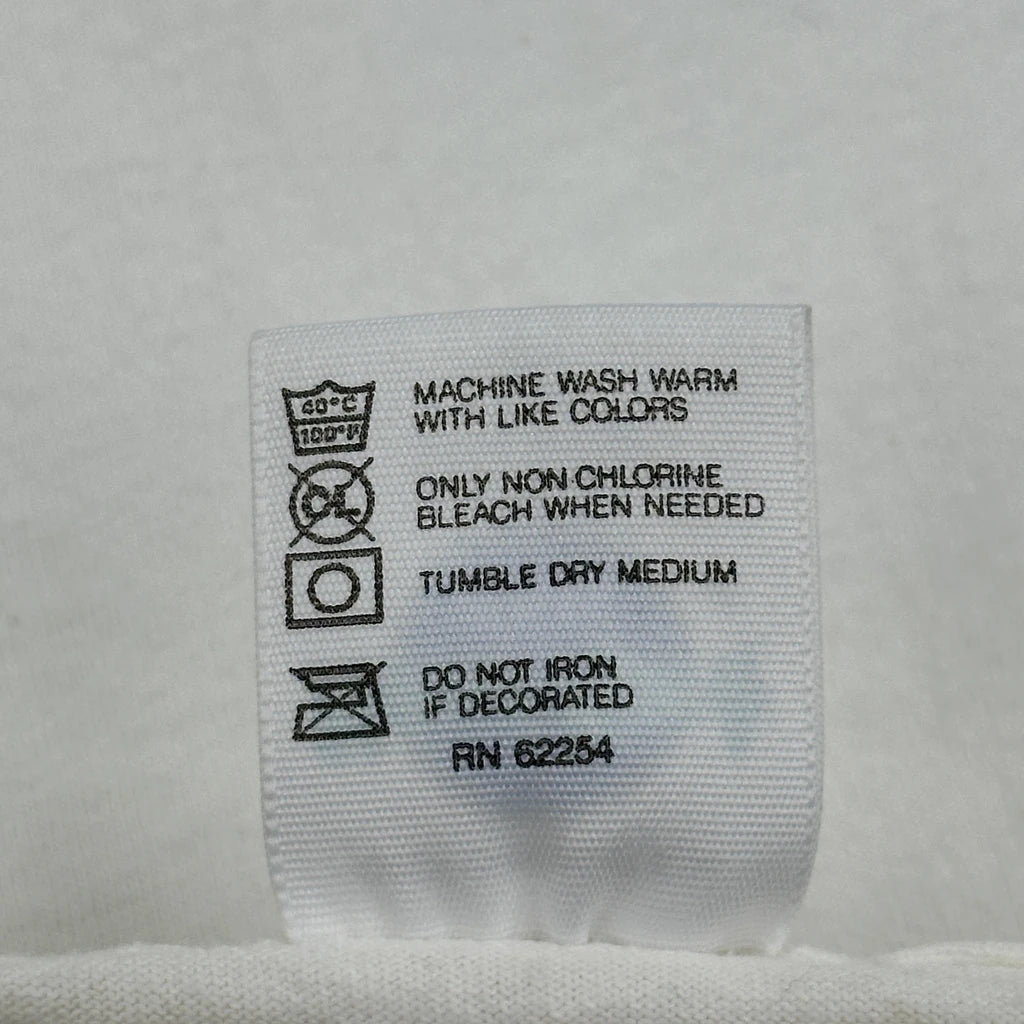 40°C
100°F
MACHINE WASH WARM
WITH LIKE COLORS
CL
ONLY NON CHLORINE
BLEACH WHEN NEEDED
TUMBLE DRY MEDIUM
DO NOT IRON
IF DECORATED
RN 62254